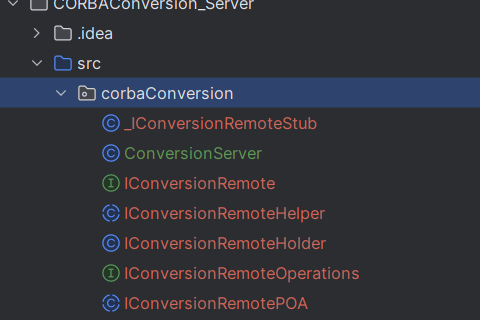 CORBAConversion_Server
.idea
src
corbaConversion
C _IConversionRemoteStub
C ConversionServer
I IConversionRemote
C IConversionRemoteHelper
C IConversionRemoteHolder
I IConversionRemoteOperations
C IConversionRemotePOA